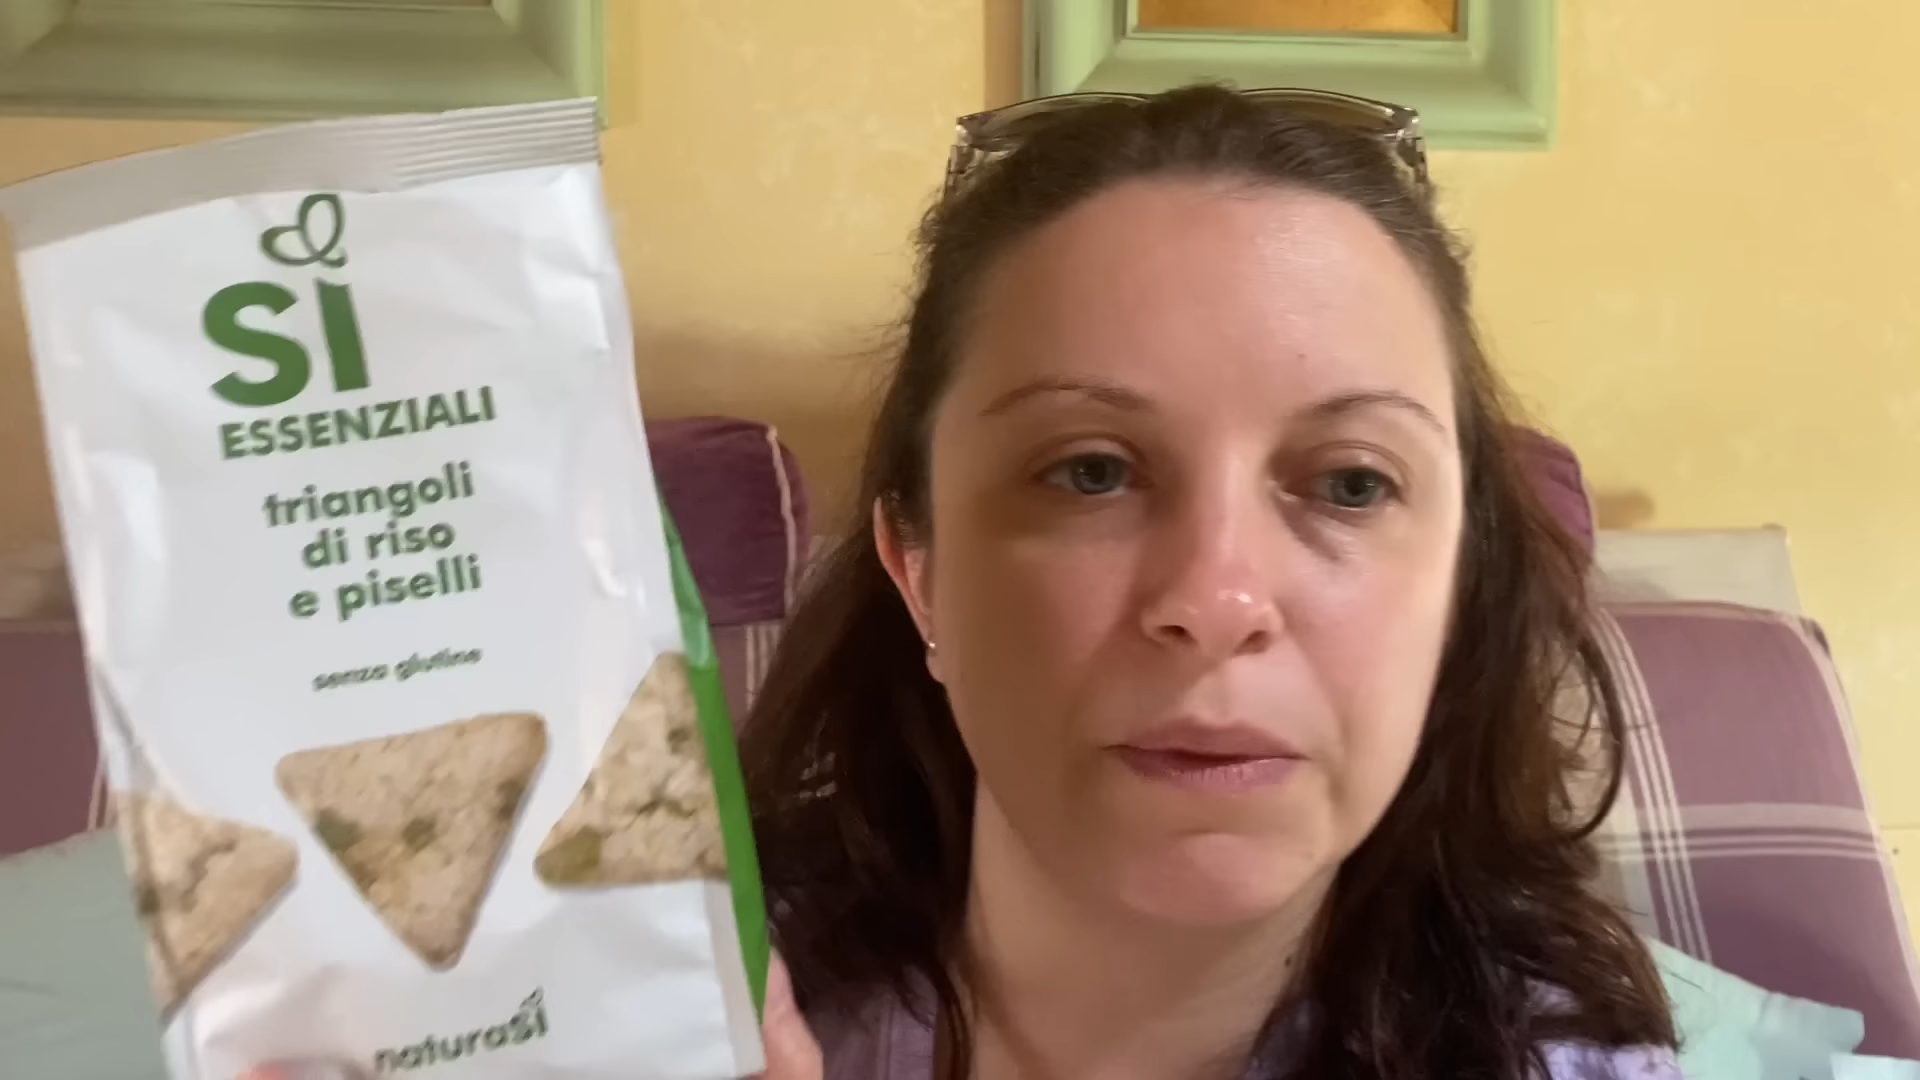 SÌ
ESSENZIALI
triangoli
di riso
e piselli
senza glutine
naturasì